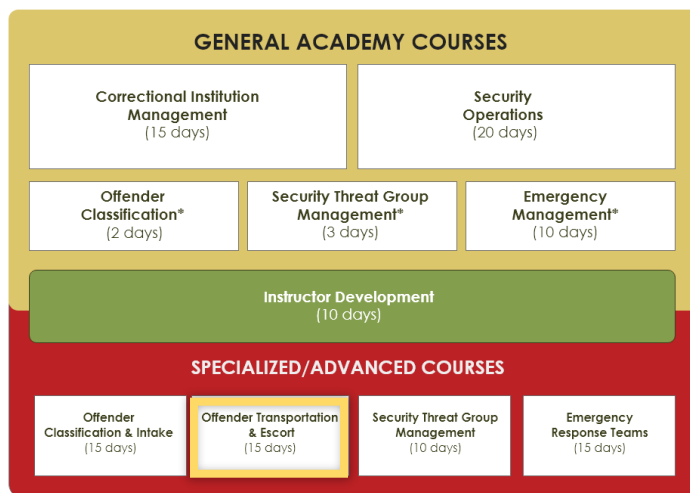 GENERAL ACADEMY COURSES
Correctional Institution
Management
(15 days)
Security
Operations
(20 days)
Offender
Classification*
(2 days)
Security Threat Group
Management*
(3 days)
Emergency
Management*
(10 days)
Instructor Development
(10 days)
SPECIALIZED/ADVANCED COURSES
Offender
Classification & Intake
(15 days)
Offender Transportation
& Escort
(15 days)
Security Threat Group
Management
(10 days)
Emergency
Response Teams
(15 days)